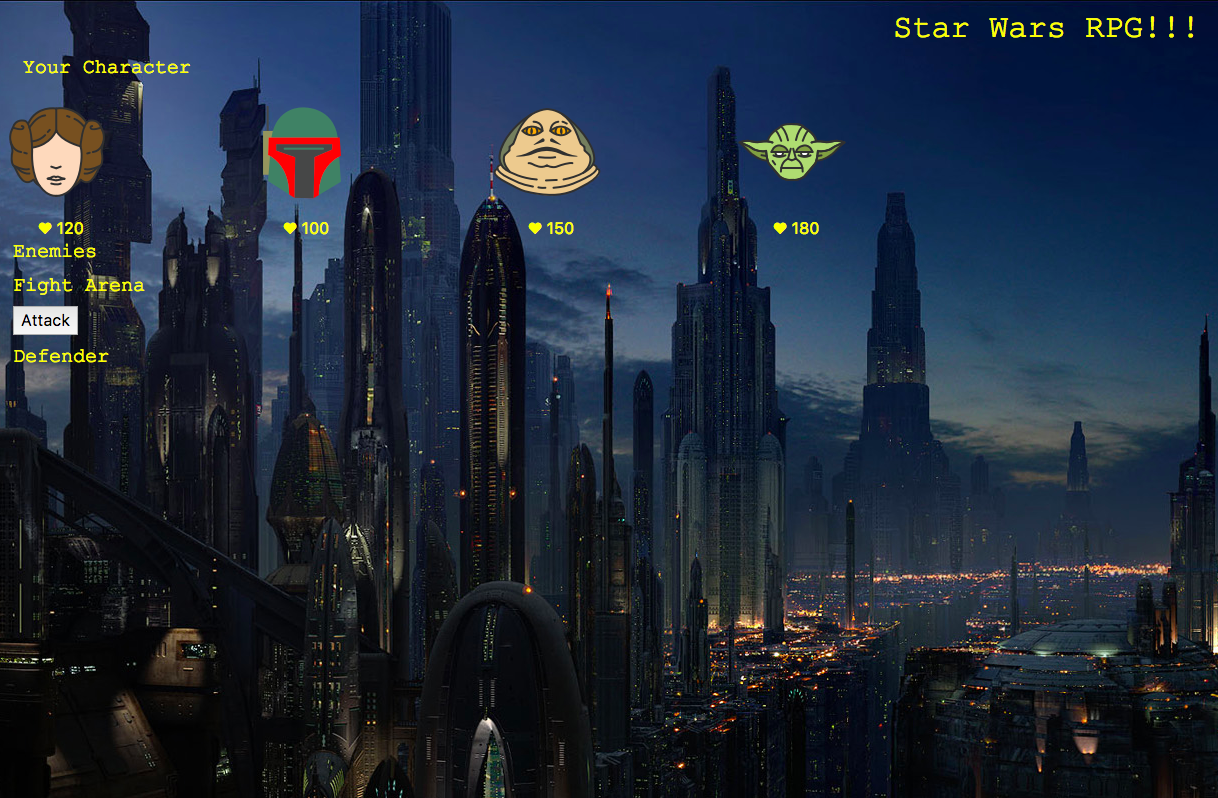 Star Wars RPG!!!
Your Character
♥ 120 ♥ 100 ♥ 150 ♥ 180
Enemies
Fight Arena
Attack
Defender